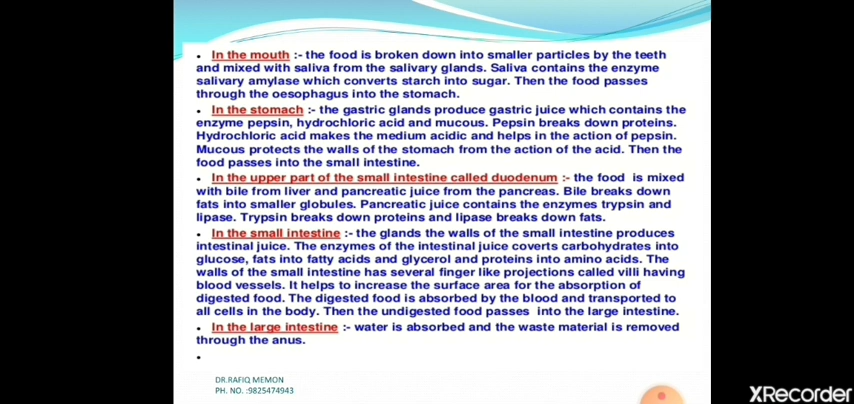 • In the mouth :- the food is broken down into smaller particles by the teeth
and mixed with saliva from the salivary glands. Saliva contains the enzyme
salivary amylase which converts starch into sugar. Then the food passes
through the oesophagus into the stomach.
• In the stomach :- the gastric glands produce gastric juice which contains the
enzyme pepsin, hydrochloric acid and mucous. Pepsin breaks down proteins.
Hydrochloric acid makes the medium acidic and helps in the action of pepsin.
Mucous protects the walls of the stomach from the action of the acid. Then the
food passes into the small intestine.
• In the upper part of the small intestine called duodenum :- the food is mixed
with bile from liver and pancreatic juice from the pancreas. Bile breaks down
fats into smaller globules. Pancreatic juice contains the enzymes trypsin and
lipase. Trypsin breaks down proteins and lipase breaks down fats.
• In the small intestine :- the glands the walls of the small intestine produces
intestinal juice. The enzymes of the intestinal juice coverts carbohydrates into
glucose, fats into fatty acids and glycerol and proteins into amino acids. The
walls of the small intestine has several finger like projections called villi having
blood vessels. It helps to increase the surface area for the absorption of
digested food. The digested food is absorbed by the blood and transported to
all cells in the body. Then the undigested food passes into the large intestine.
• In the large intestine :- water is absorbed and the waste material is removed
through the anus.
•
DR.RAFIQ MEMON
PH. NO. :9825474943
XRecorder